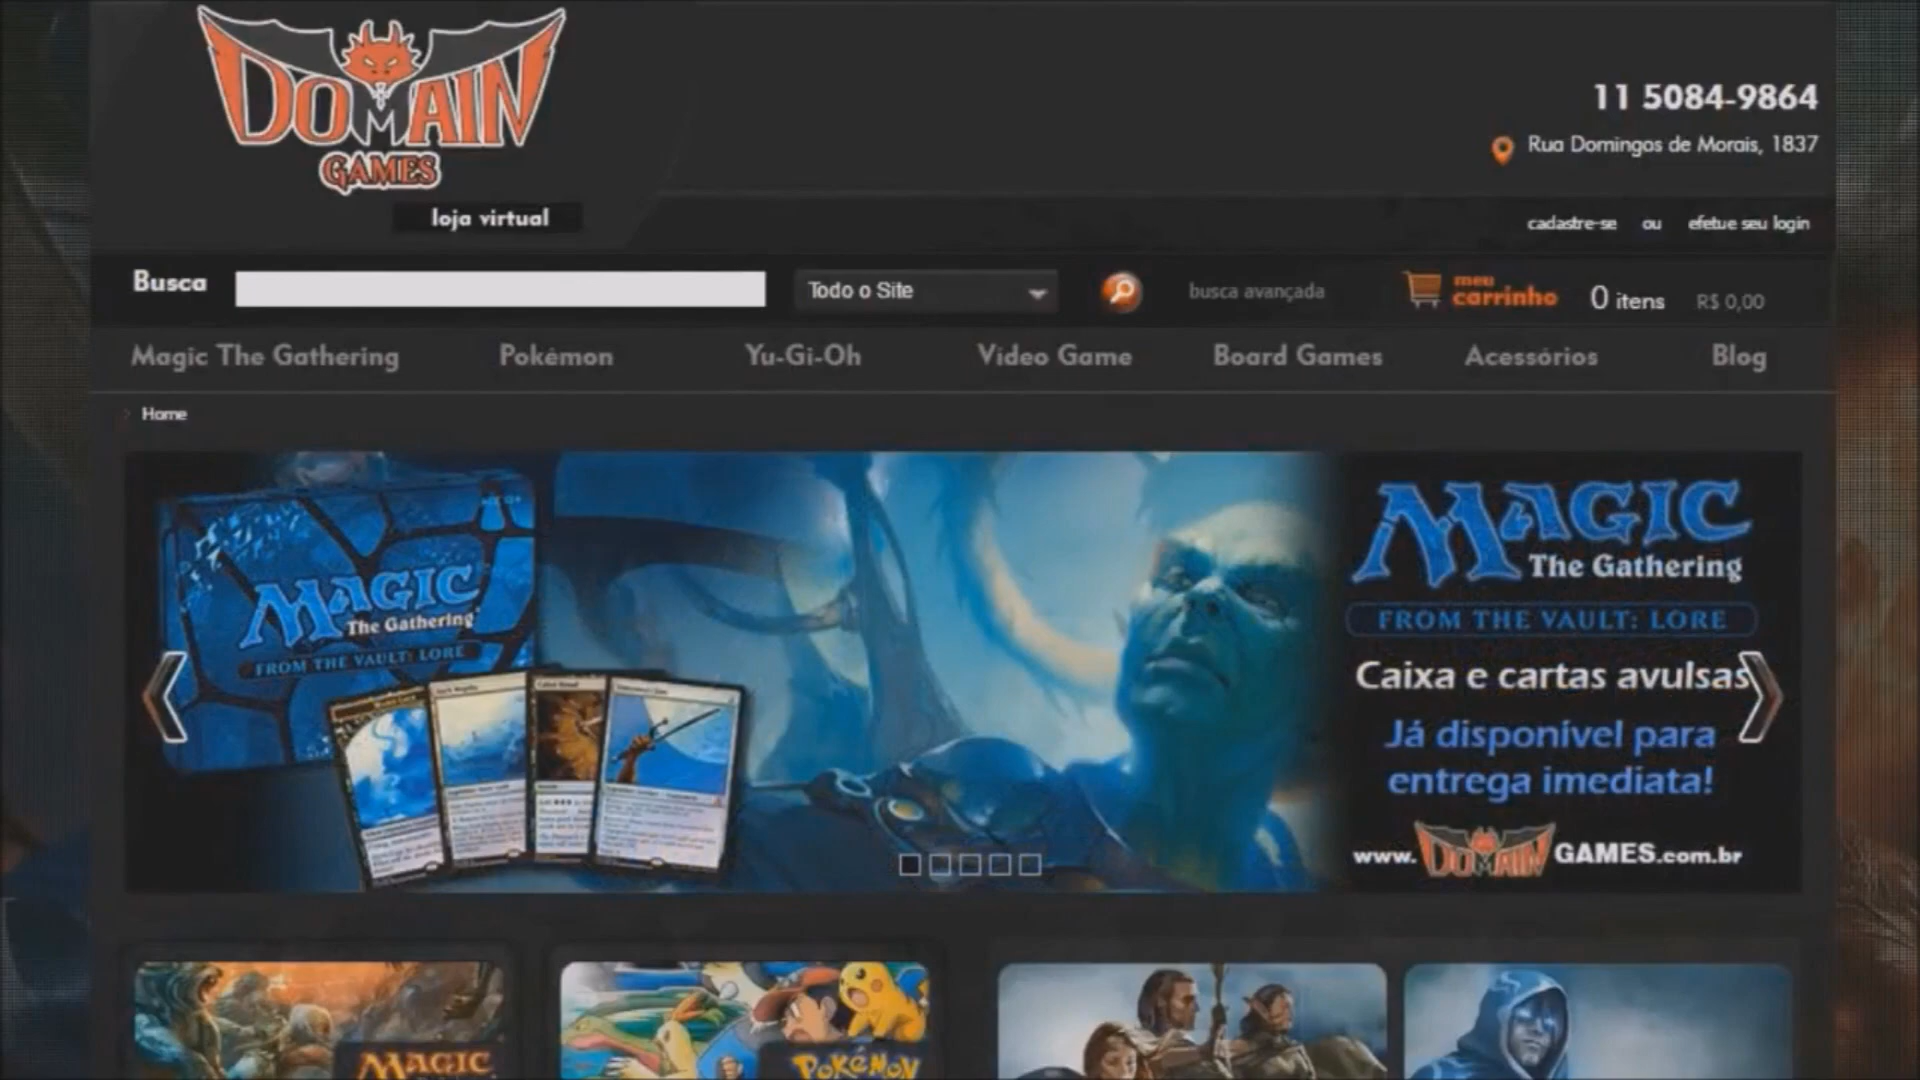 DOMAIN
GAMES
loja virtual
11 5084-9864
Rua Domingos de Morais, 1837
cadastre-se ou efetue seu login
Busca
Todo o Site
busca avançada
meu
carrinho
0 itens R$ 0,00
Magic The Gathering Pokémon Yu-Gi-Oh Video Game Board Games Acessórios Blog
Home
MAGIC
The Gathering
FROM THE VAULT: LORE
MAGIC
The Gathering
FROM THE VAULT: LORE
Caixa e cartas avulsas
Já disponível para
entrega imediata!
www.DOMAINGAMES.com.br
MAGIC
POKéMON